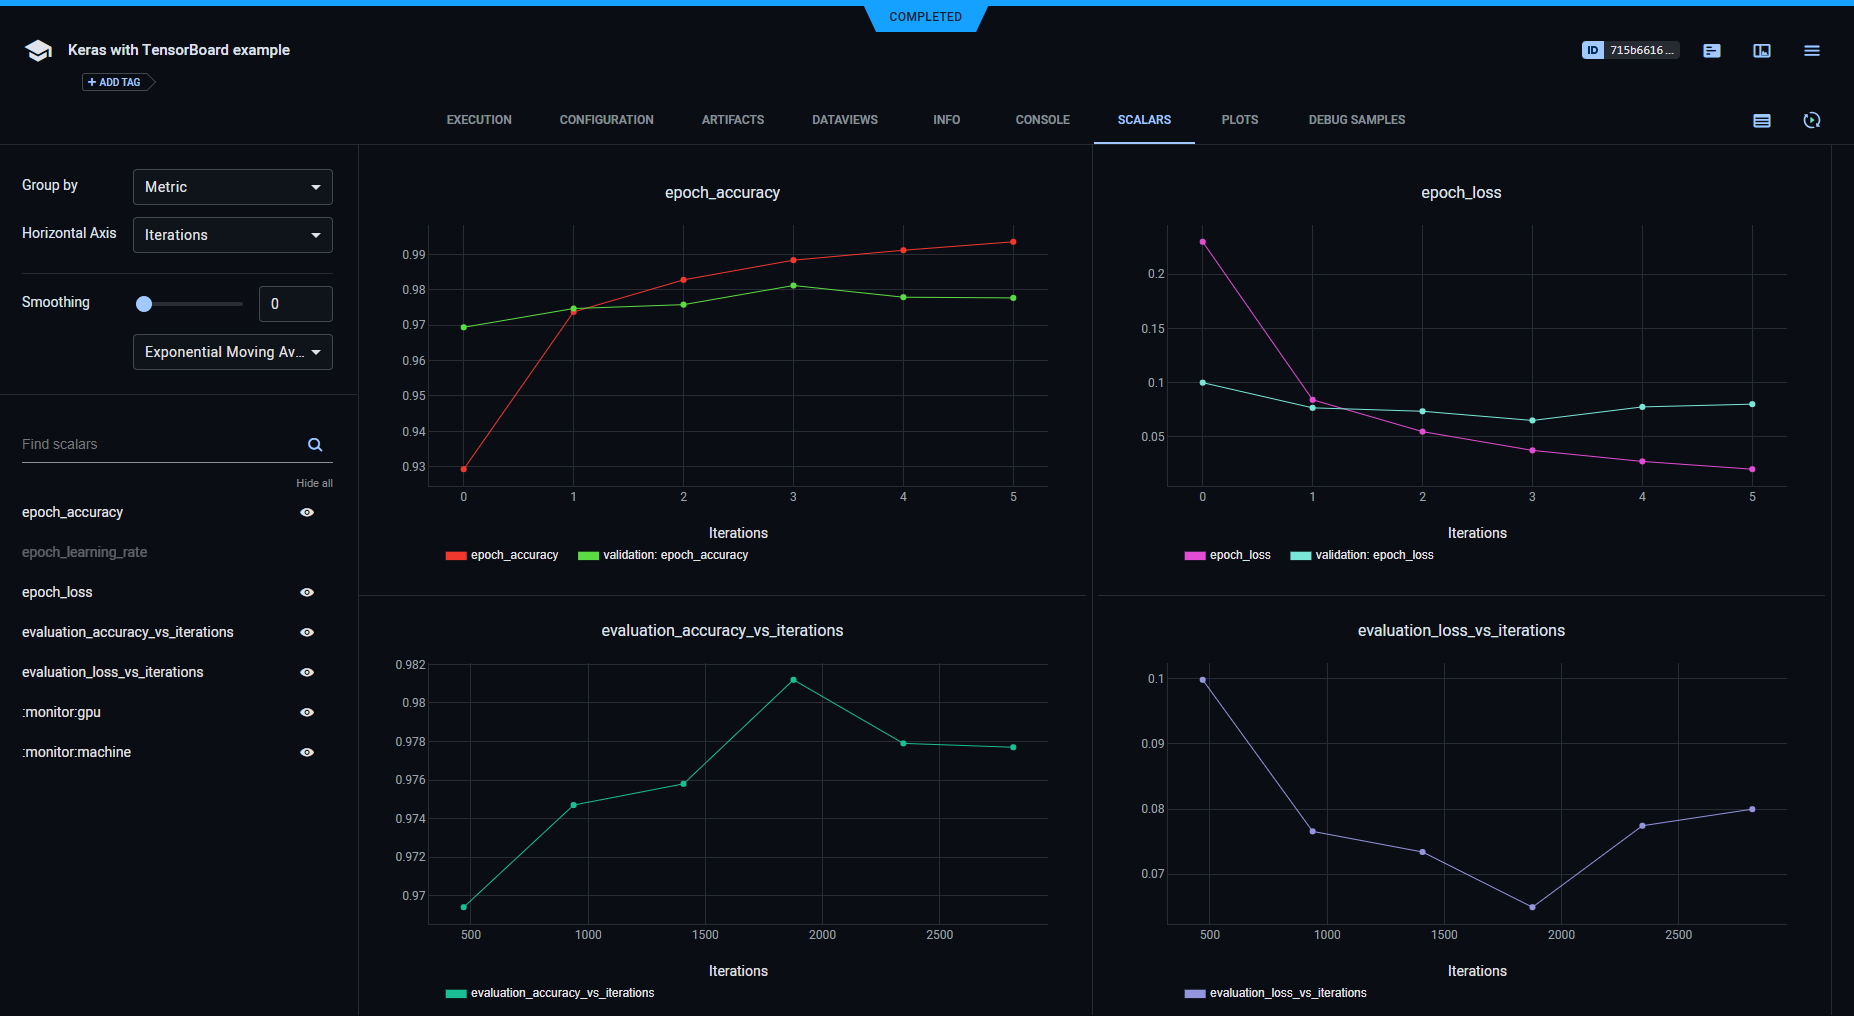 COMPLETED
Keras with TensorBoard example
ID 715b6616 ...
+ ADD TAG
EXECUTION CONFIGURATION ARTIFACTS DATAVIEWS INFO CONSOLE SCALARS PLOTS DEBUG SAMPLES
Group by Metric
Horizontal Axis Iterations
Smoothing 0
Exponential Moving Av...
Find scalars
Hide all
epoch_accuracy
epoch_learning_rate
epoch_loss
evaluation_accuracy_vs_iterations
evaluation_loss_vs_iterations
:monitor:gpu
:monitor:machine
epoch_accuracy
0.99
0.98
0.97
0.96
0.95
0.94
0.93
0 1 2 3 4 5
Iterations
epoch_accuracy validation: epoch_accuracy
epoch_loss
0.2
0.15
0.1
0.05
0 1 2 3 4 5
Iterations
epoch_loss validation: epoch_loss
evaluation_accuracy_vs_iterations
0.982
0.98
0.978
0.976
0.974
0.972
0.97
500 1000 1500 2000 2500
Iterations
evaluation_accuracy_vs_iterations
evaluation_loss_vs_iterations
0.1
0.09
0.08
0.07
500 1000 1500 2000 2500
Iterations
evaluation_loss_vs_iterations